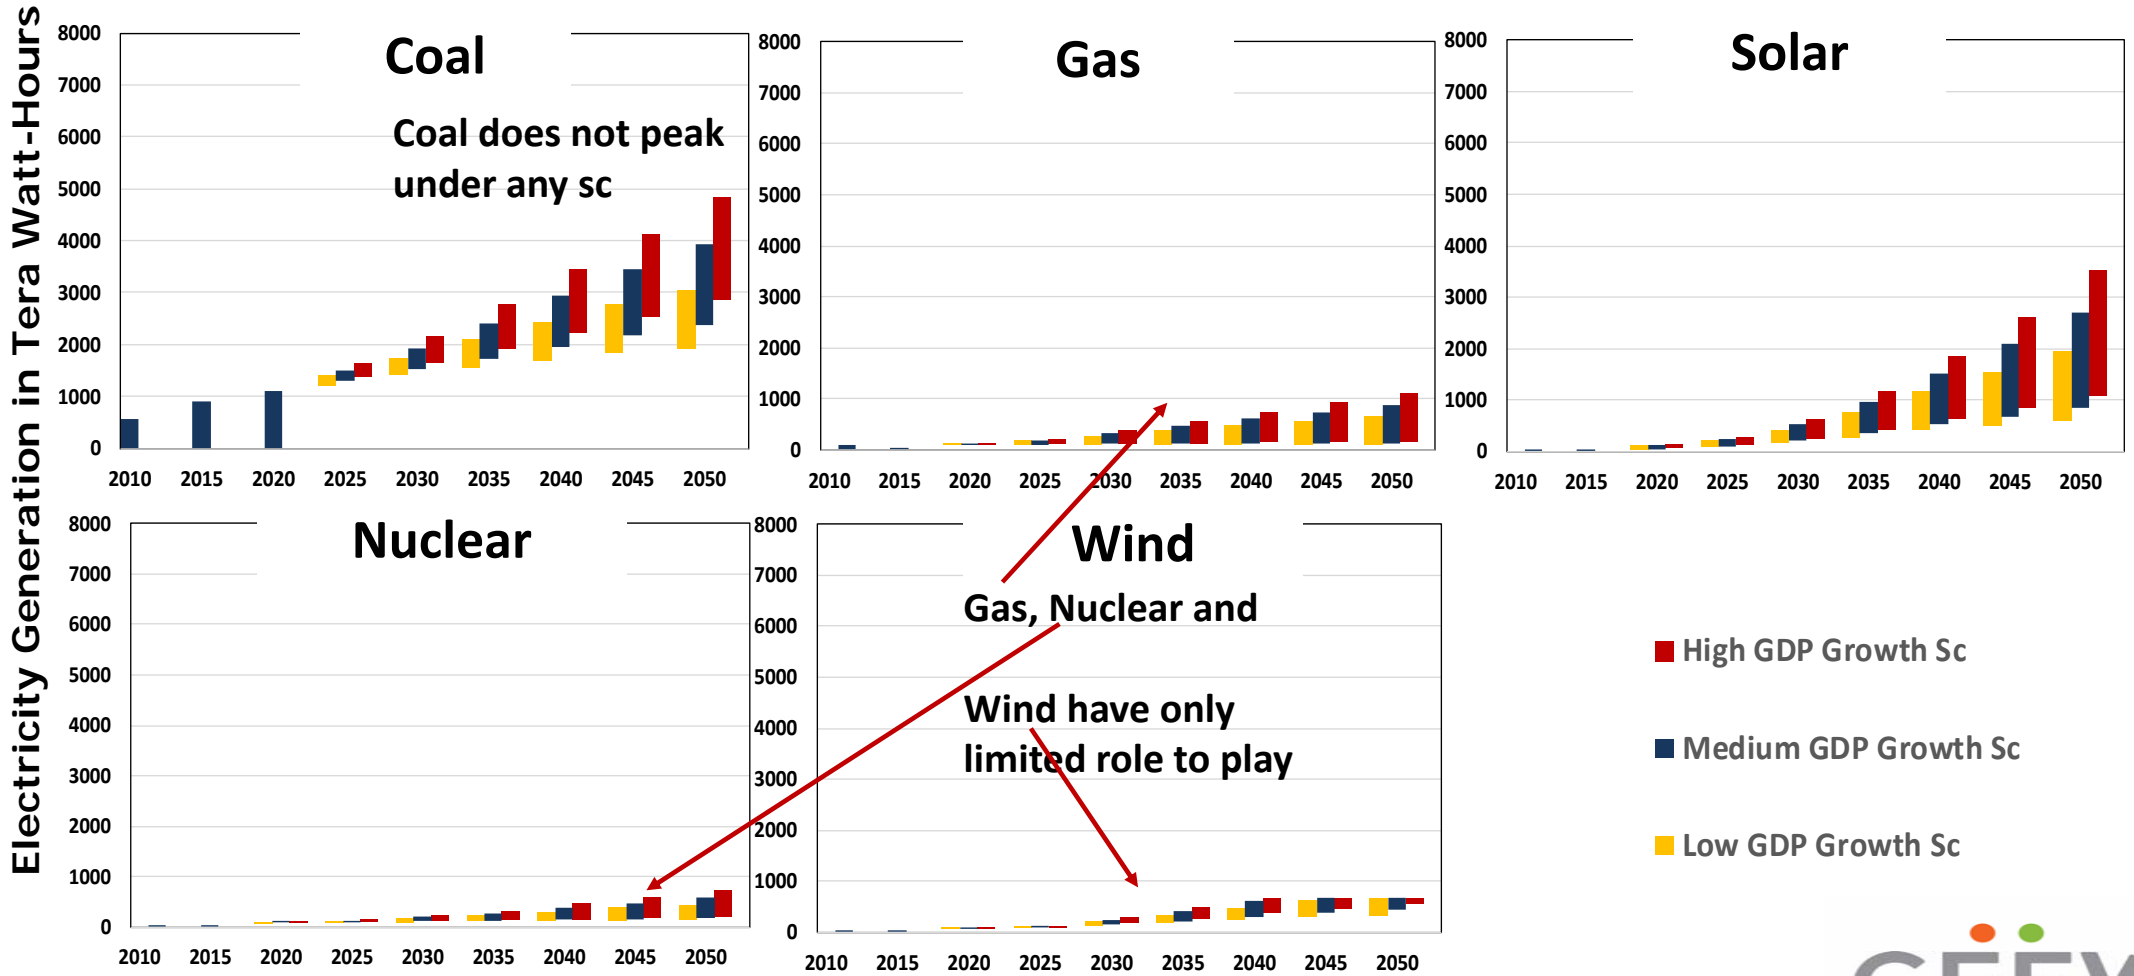 Electricity Generation in Tera Watt-Hours
Coal
Coal does not peak
under any sc
8000
7000
6000
5000
4000
3000
2000
1000
0
2010 2015 2020 2025 2030 2035 2040 2045 2050
Gas
8000
7000
6000
5000
4000
3000
2000
1000
0
2010 2015 2020 2025 2030 2035 2040 2045 2050
Solar
8000
7000
6000
5000
4000
3000
2000
1000
0
2010 2015 2020 2025 2030 2035 2040 2045 2050
Nuclear
8000
7000
6000
5000
4000
3000
2000
1000
0
2010 2015 2020 2025 2030 2035 2040 2045 2050
Wind
Gas, Nuclear and
Wind have only
limited role to play
8000
7000
6000
5000
4000
3000
2000
1000
0
2010 2015 2020 2025 2030 2035 2040 2045 2050
High GDP Growth Sc
Medium GDP Growth Sc
Low GDP Growth Sc